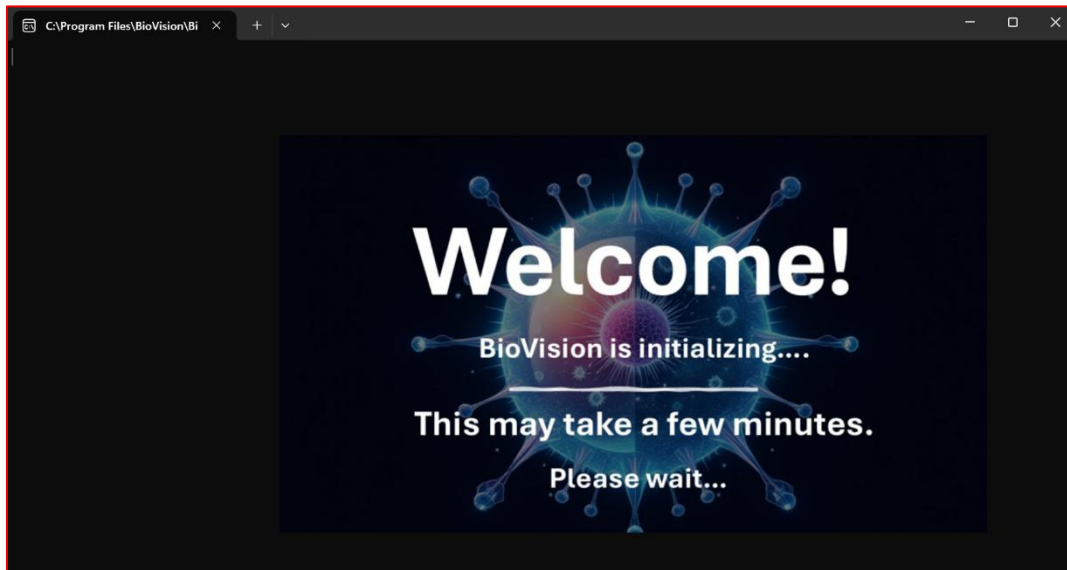 C:\Program Files\BioVision\Bi
Welcome!
BioVision is initializing....
This may take a few minutes.
Please wait...